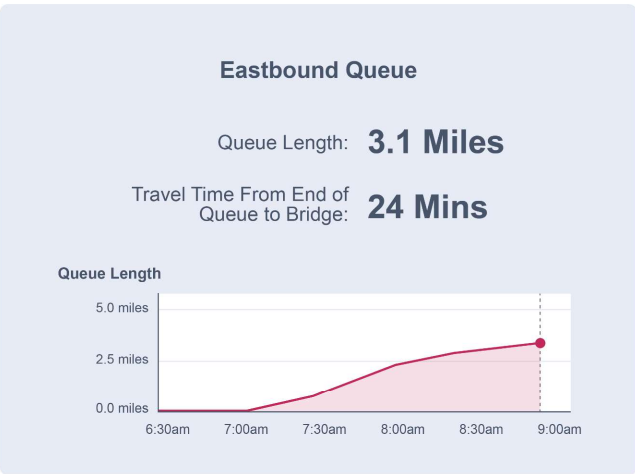 Eastbound Queue
Queue Length: 3.1 Miles
Travel Time From End of
Queue to Bridge: 24 Mins
Queue Length
5.0 miles
2.5 miles
0.0 miles
6:30am 7:00am 7:30am 8:00am 8:30am 9:00am